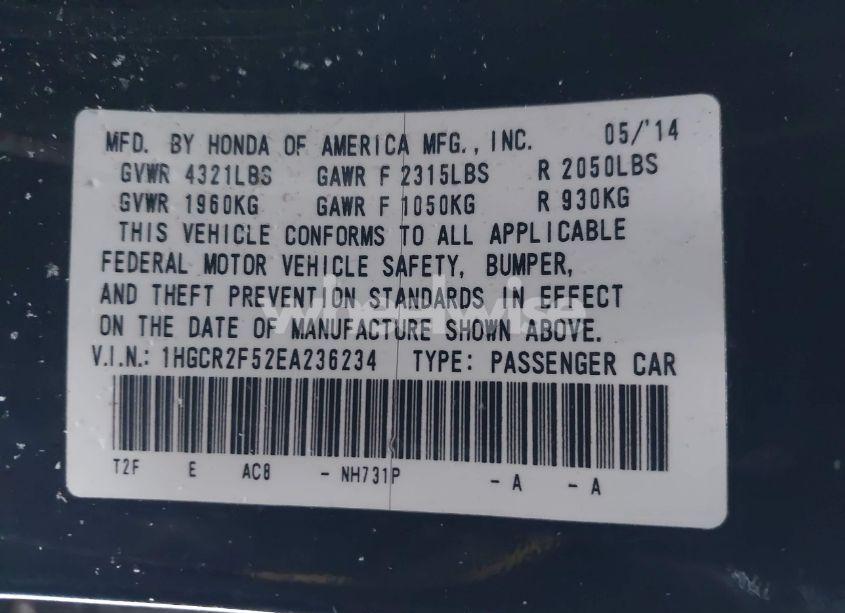 MFD. BY HONDA OF AMERICA MFG., INC. 05/'14
GVWR 4321LBS GAWR F 2315LBS R 2050LBS
GVWR 1960KG GAWR F 1050KG R 930KG
THIS VEHICLE CONFORMS TO ALL APPLICABLE
FEDERAL MOTOR VEHICLE SAFETY, BUMPER,
AND THEFT PREVENTION STANDARDS IN EFFECT
wheelwise
ON THE DATE OF MANUFACTURE SHOWN ABOVE.
V.I.N.: 1HGCR2F52EA236234 TYPE: PASSENGER CAR
T2F E AC8 - NH731P - A - A